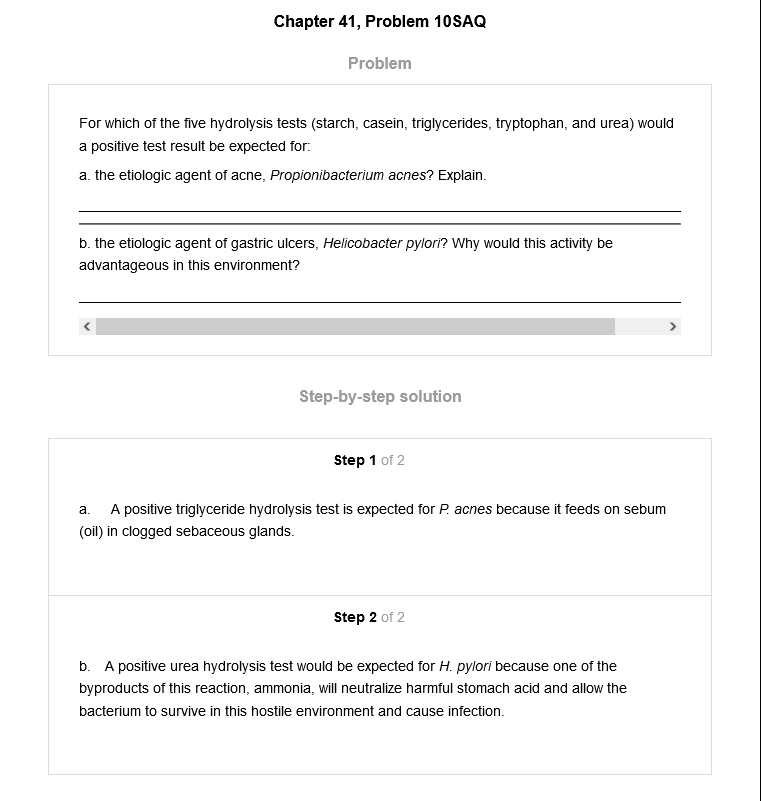 Chapter 41, Problem 10SAQ
Problem
For which of the five hydrolysis tests (starch, casein, triglycerides, tryptophan, and urea) would
a positive test result be expected for:
a. the etiologic agent of acne, Propionibacterium acnes? Explain.
b. the etiologic agent of gastric ulcers, Helicobacter pylori? Why would this activity be
advantageous in this environment?
Step-by-step solution
Step 1 of 2
a. A positive triglyceride hydrolysis test is expected for P. acnes because it feeds on sebum
(oil) in clogged sebaceous glands.
Step 2 of 2
b. A positive urea hydrolysis test would be expected for H. pylori because one of the
byproducts of this reaction, ammonia, will neutralize harmful stomach acid and allow the
bacterium to survive in this hostile environment and cause infection.